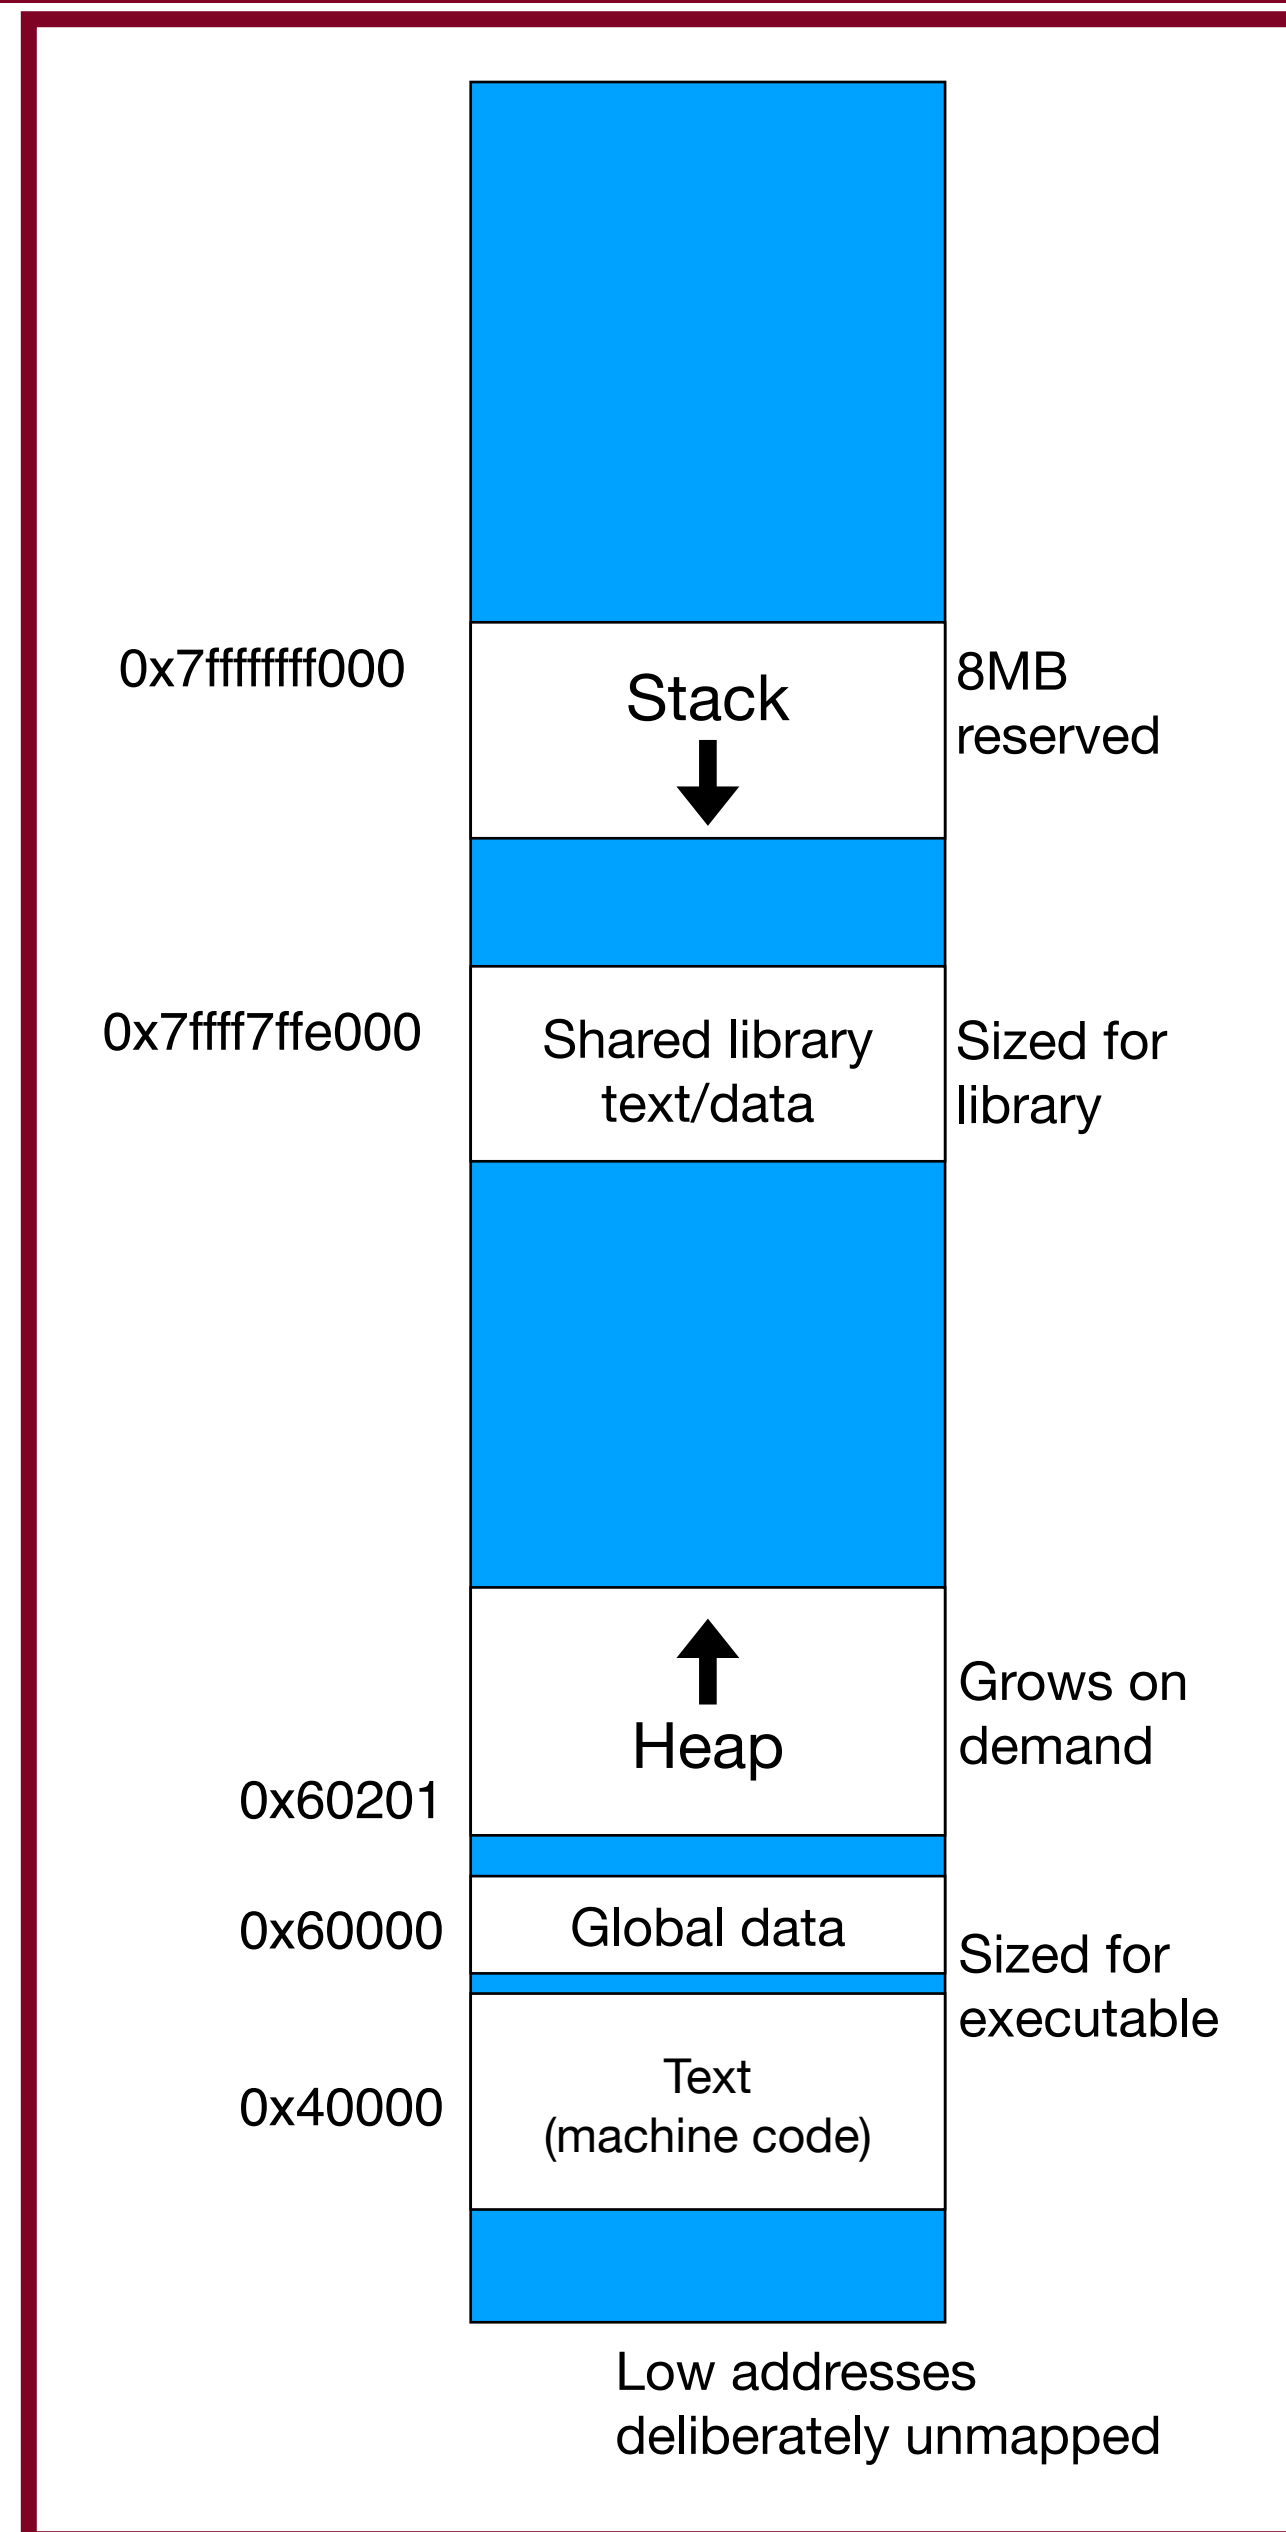 0x7ffffffff000
Stack
8MB
reserved
0x7ffff7ffe000
Shared library
text/data
Sized for
library
Heap
Grows on
demand
0x60201
0x60000
Global data
Sized for
executable
0x40000
Text
(machine code)
Low addresses
deliberately unmapped